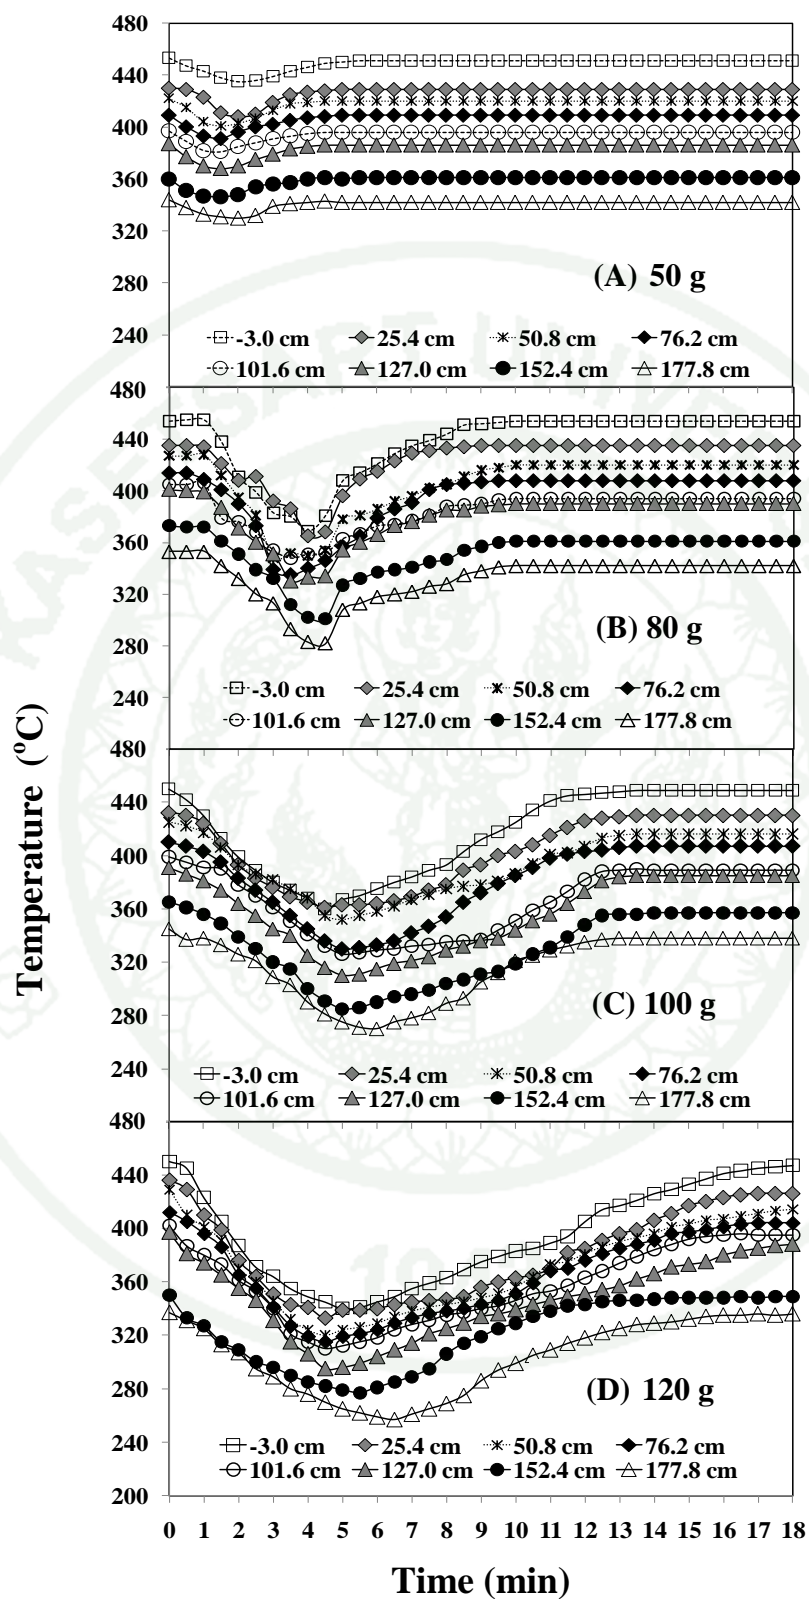 480
440
400
360
320
280
240
(A) 50 g
-3.0 cm 25.4 cm 50.8 cm 76.2 cm
101.6 cm 127.0 cm 152.4 cm 177.8 cm
480
440
400
360
320
280
240
(B) 80 g
-3.0 cm 25.4 cm 50.8 cm 76.2 cm
101.6 cm 127.0 cm 152.4 cm 177.8 cm
Temperature (°C)
480
440
400
360
320
280
240
(C) 100 g
-3.0 cm 25.4 cm 50.8 cm 76.2 cm
101.6 cm 127.0 cm 152.4 cm 177.8 cm
480
440
400
360
320
280
240
200
(D) 120 g
-3.0 cm 25.4 cm 50.8 cm 76.2 cm
101.6 cm 127.0 cm 152.4 cm 177.8 cm
0 1 2 3 4 5 6 7 8 9 10 11 12 13 14 15 16 17 18
Time (min)